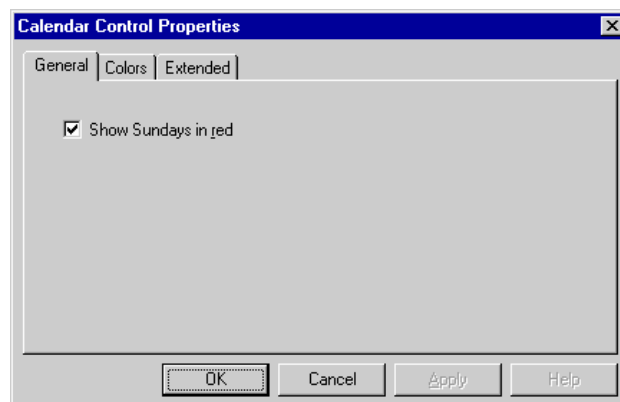 Calendar Control Properties
General Colors Extended
Show Sundays in red
OK Cancel Apply Help